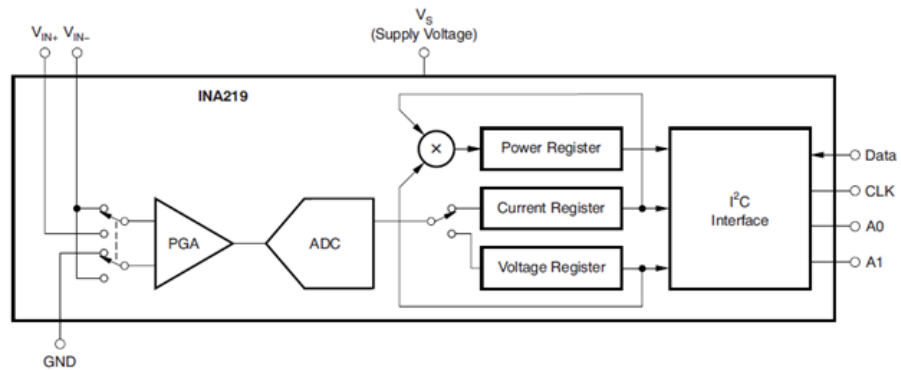 V_S
(Supply Voltage)
V_IN+ V_IN–
INA219
× Power Register
Data
CLK
Current Register
I²C
Interface
A0
PGA
ADC
Voltage Register
A1
GND